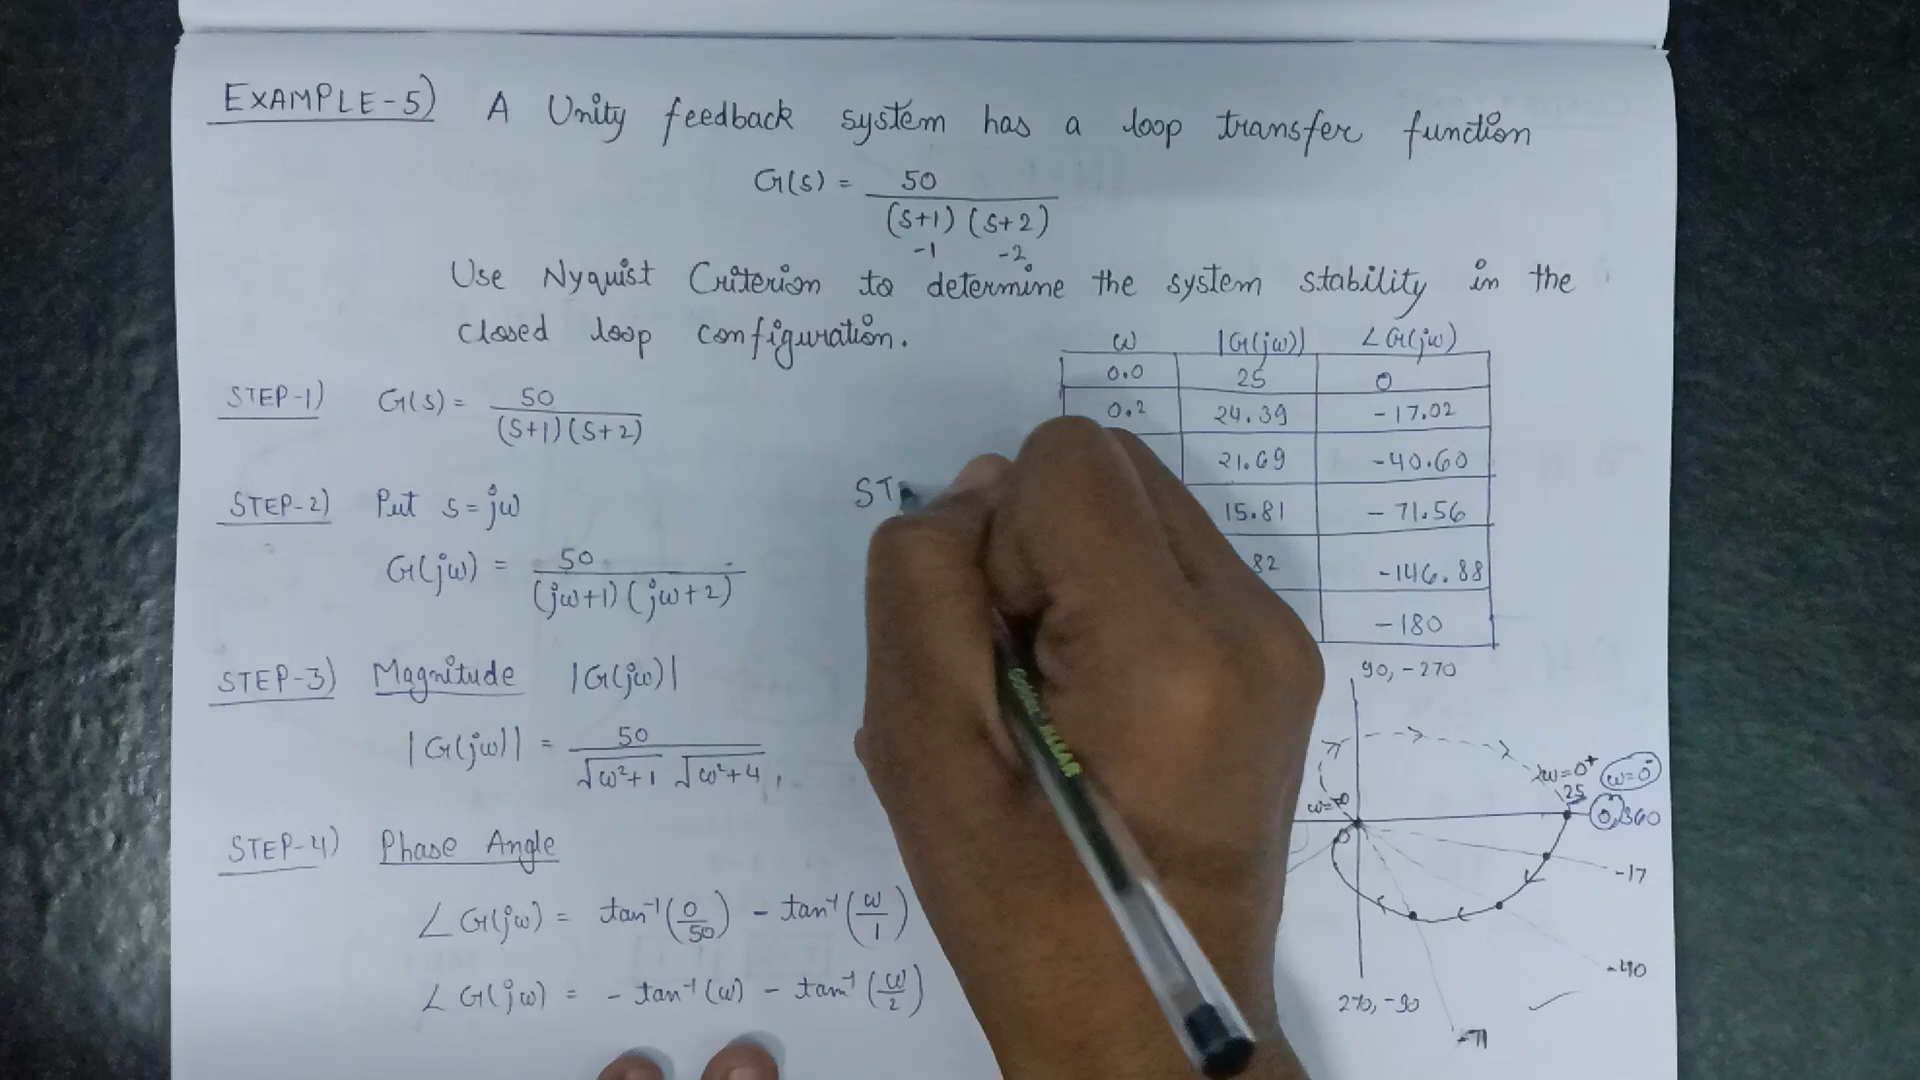 EXAMPLE-5) A Unity feedback system has a loop transfer function
G(s) = 50 / (s+1) (s+2)
-1 -2
Use Nyquist Criterion to determine the system stability in the
closed loop configuration.
ω |G(jω)| ∠G(jω)
0.0 25 0
0.2 24.39 -17.02
21.69 -40.60
15.81 -71.56
82 -146.88
-180
STEP-1) G(s) = 50 / (s+1)(s+2)
STEP-2) Put s=jω
G(jω) = 50 / (jω+1)(jω+2)
STEP-3) Magnitude |G(jω)|
|G(jω)| = 50 / √ω²+1 √ω²+4
STEP-4) Phase Angle
∠G(jω) = tan⁻¹(0/50) - tan⁻¹(ω/1)
∠G(jω) = - tan⁻¹(ω) - tan⁻¹(ω/2)
90, -270
ω=0⁺ ω=0⁻
25
0,360
-17
-40
-71
270, -90